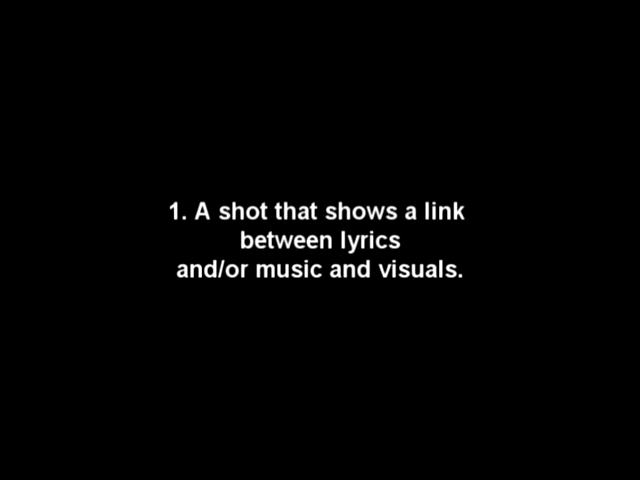 1. A shot that shows a link
between lyrics
and/or music and visuals.